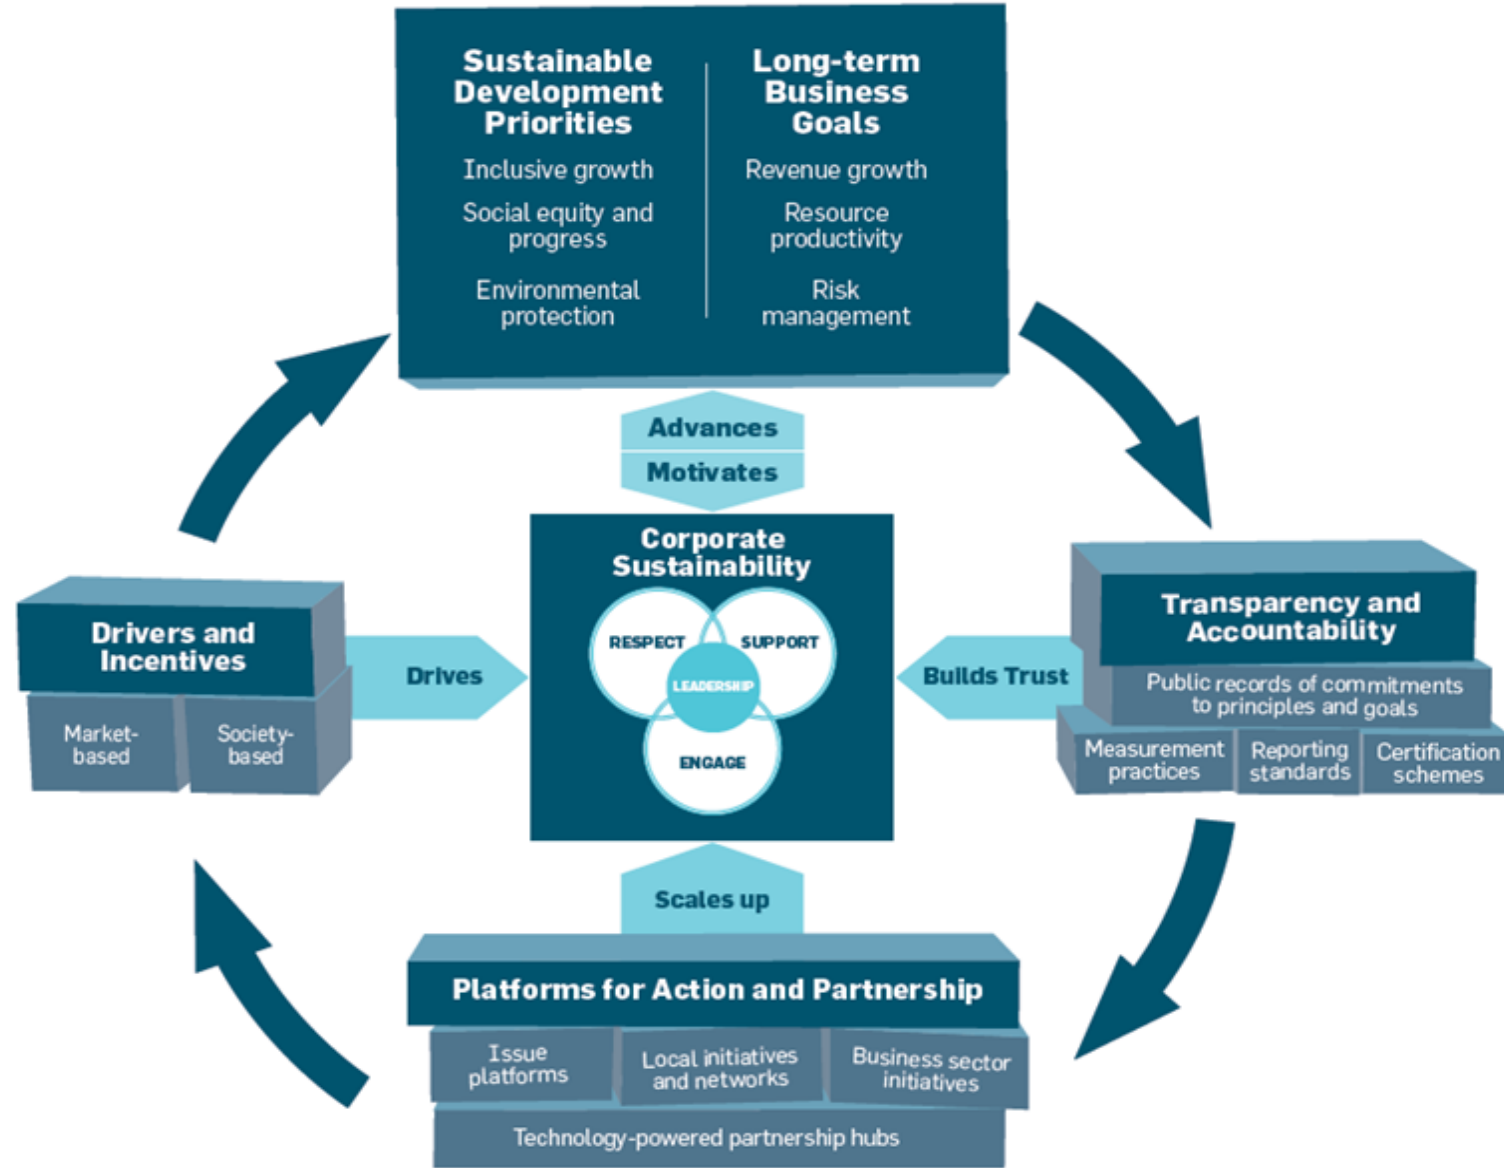 Sustainable
Development
Priorities
Inclusive growth
Social equity and
progress
Environmental
protection
Long-term
Business
Goals
Revenue growth
Resource
productivity
Risk
management
Advances
Motivates
Corporate
Sustainability
RESPECT
SUPPORT
LEADERSHIP
ENGAGE
Drivers and
Incentives
Market-
based
Society-
based
Drives
Builds Trust
Transparency and
Accountability
Public records of commitments
to principles and goals
Measurement
practices
Reporting
standards
Certification
schemes
Scales up
Platforms for Action and Partnership
Issue
platforms
Local initiatives
and networks
Business sector
initiatives
Technology-powered partnership hubs